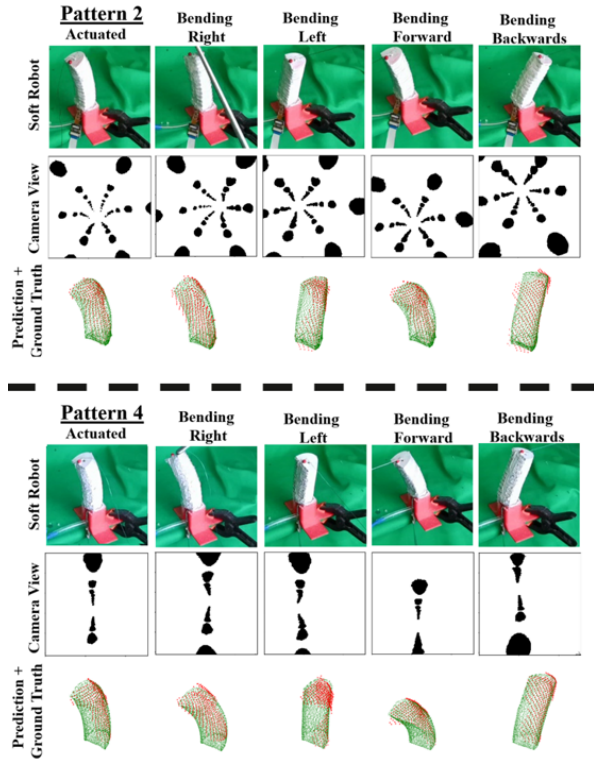 Pattern 2
Actuated
Bending
Right
Bending
Left
Bending
Forward
Bending
Backwards
Soft Robot
Camera View
Prediction +
Ground Truth
Pattern 4
Actuated
Bending
Right
Bending
Left
Bending
Forward
Bending
Backwards
Soft Robot
Camera View
Prediction +
Ground Truth